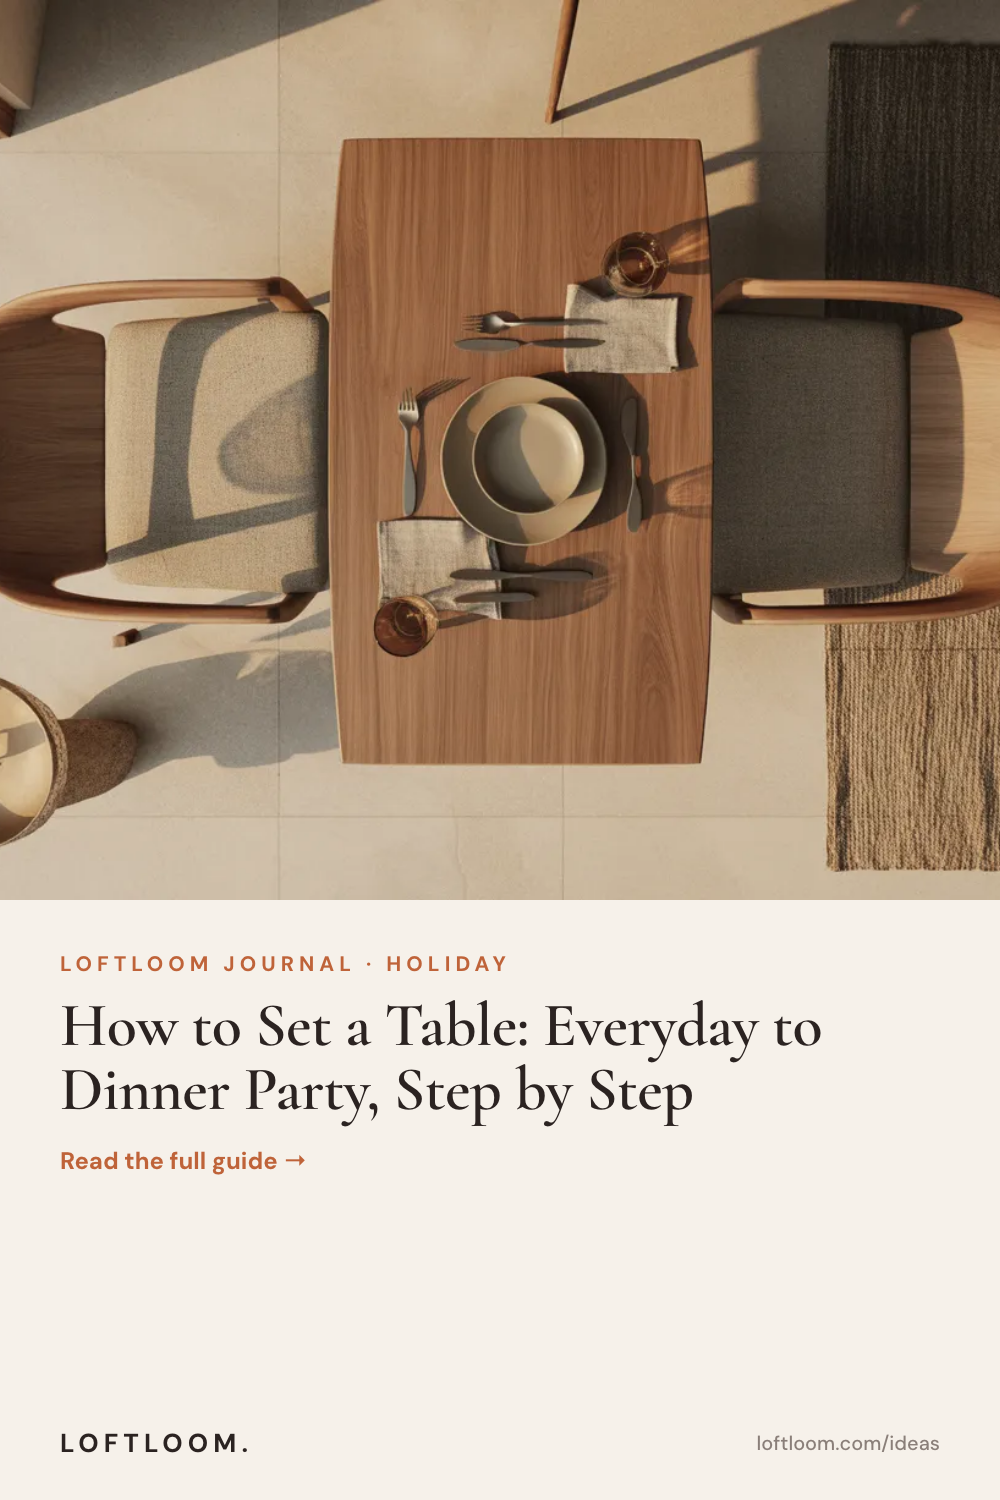 LOFTLOOM JOURNAL · HOLIDAY
How to Set a Table: Everyday to
Dinner Party, Step by Step
Read the full guide →
LOFTLOOM.
loftloom.com/ideas